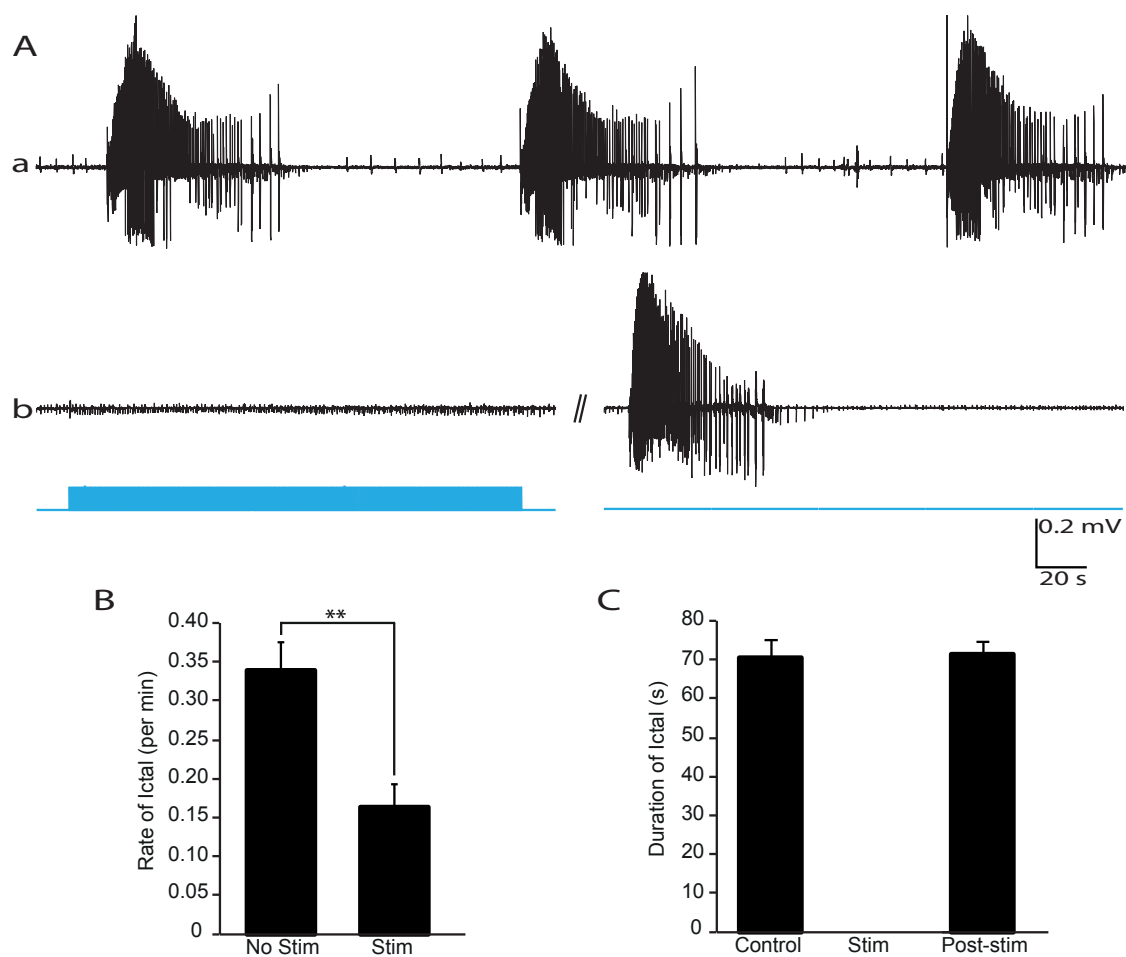 A
a
b
//
0.2 mV
20 s
B
Rate of Ictal (per min)
0.40
0.35
0.30
0.25
0.20
0.15
0.10
0.05
0
**
No Stim
Stim
C
Duration of Ictal (s)
80
70
60
50
40
30
20
10
0
Control
Stim
Post-stim